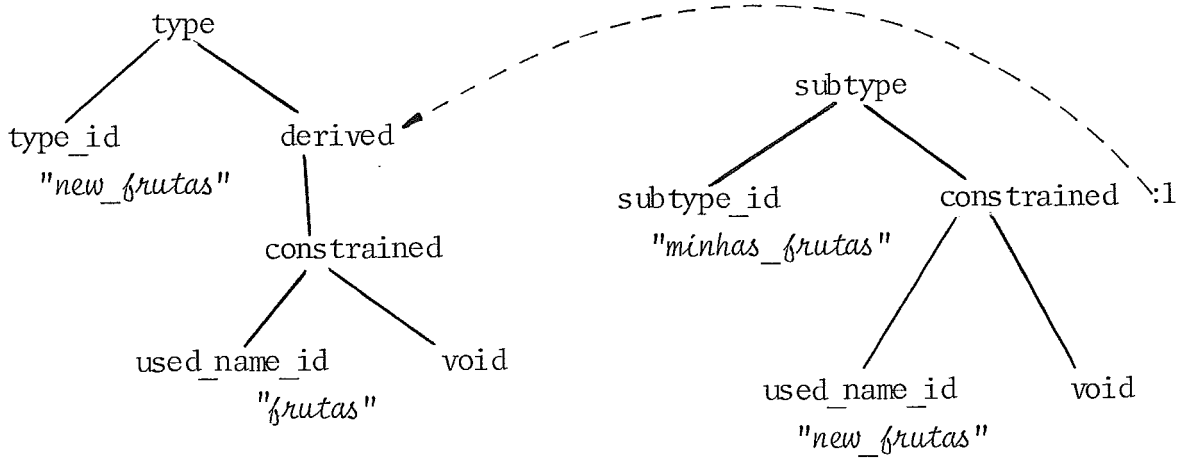 type
type_id
"new_frutas"
derived
constrained
used_name_id
"frutas"
void
subtype
subtype_id
"minhas_frutas"
constrained :1
used_name_id
"new_frutas"
void